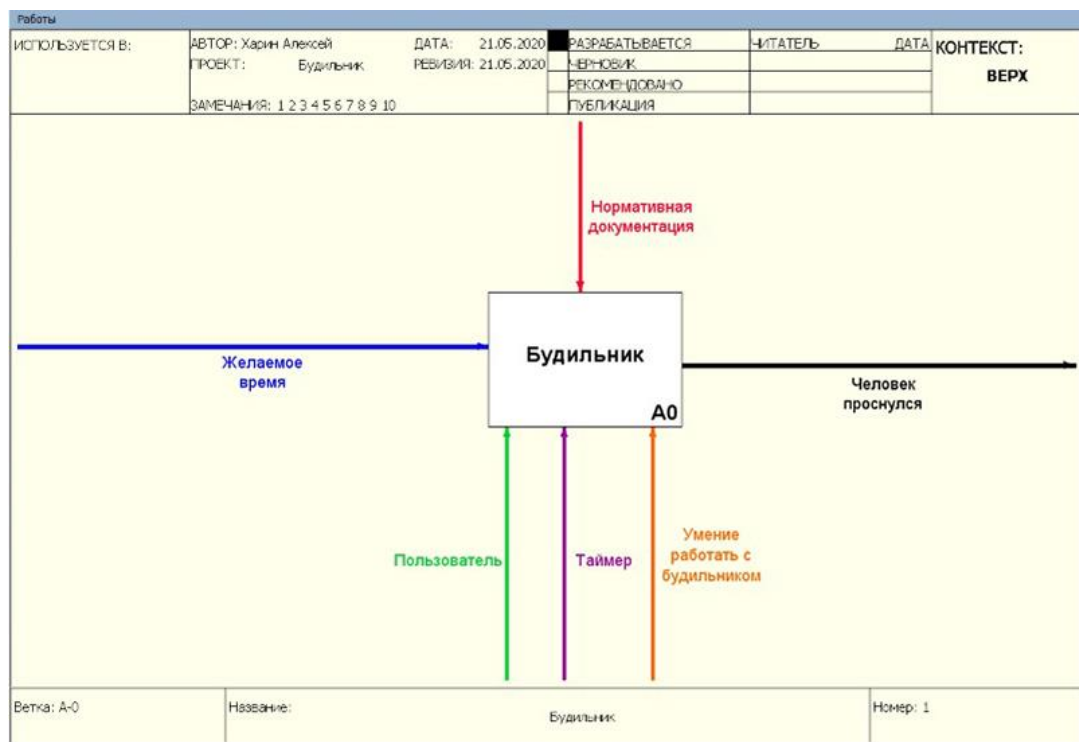 Работы
ИСПОЛЬЗУЕТСЯ В:
АВТОР: Харин Алексей
ДАТА: 21.05.2020
ПРОЕКТ: Будильник
РЕВИЗИЯ: 21.05.2020
ЗАМЕЧАНИЯ: 1 2 3 4 5 6 7 8 9 10
РАЗРАБАТЫВАЕТСЯ
ЧЕРНОВИК
РЕКОМЕНДОВАНО
ПУБЛИКАЦИЯ
ЧИТАТЕЛЬ
ДАТА
КОНТЕКСТ:
ВЕРХ
Нормативная
документация
Желаемое
время
Будильник
A0
Человек
проснулся
Пользователь
Таймер
Умение
работать с
будильником
Ветка: A-0
Название:
Будильник
Номер: 1